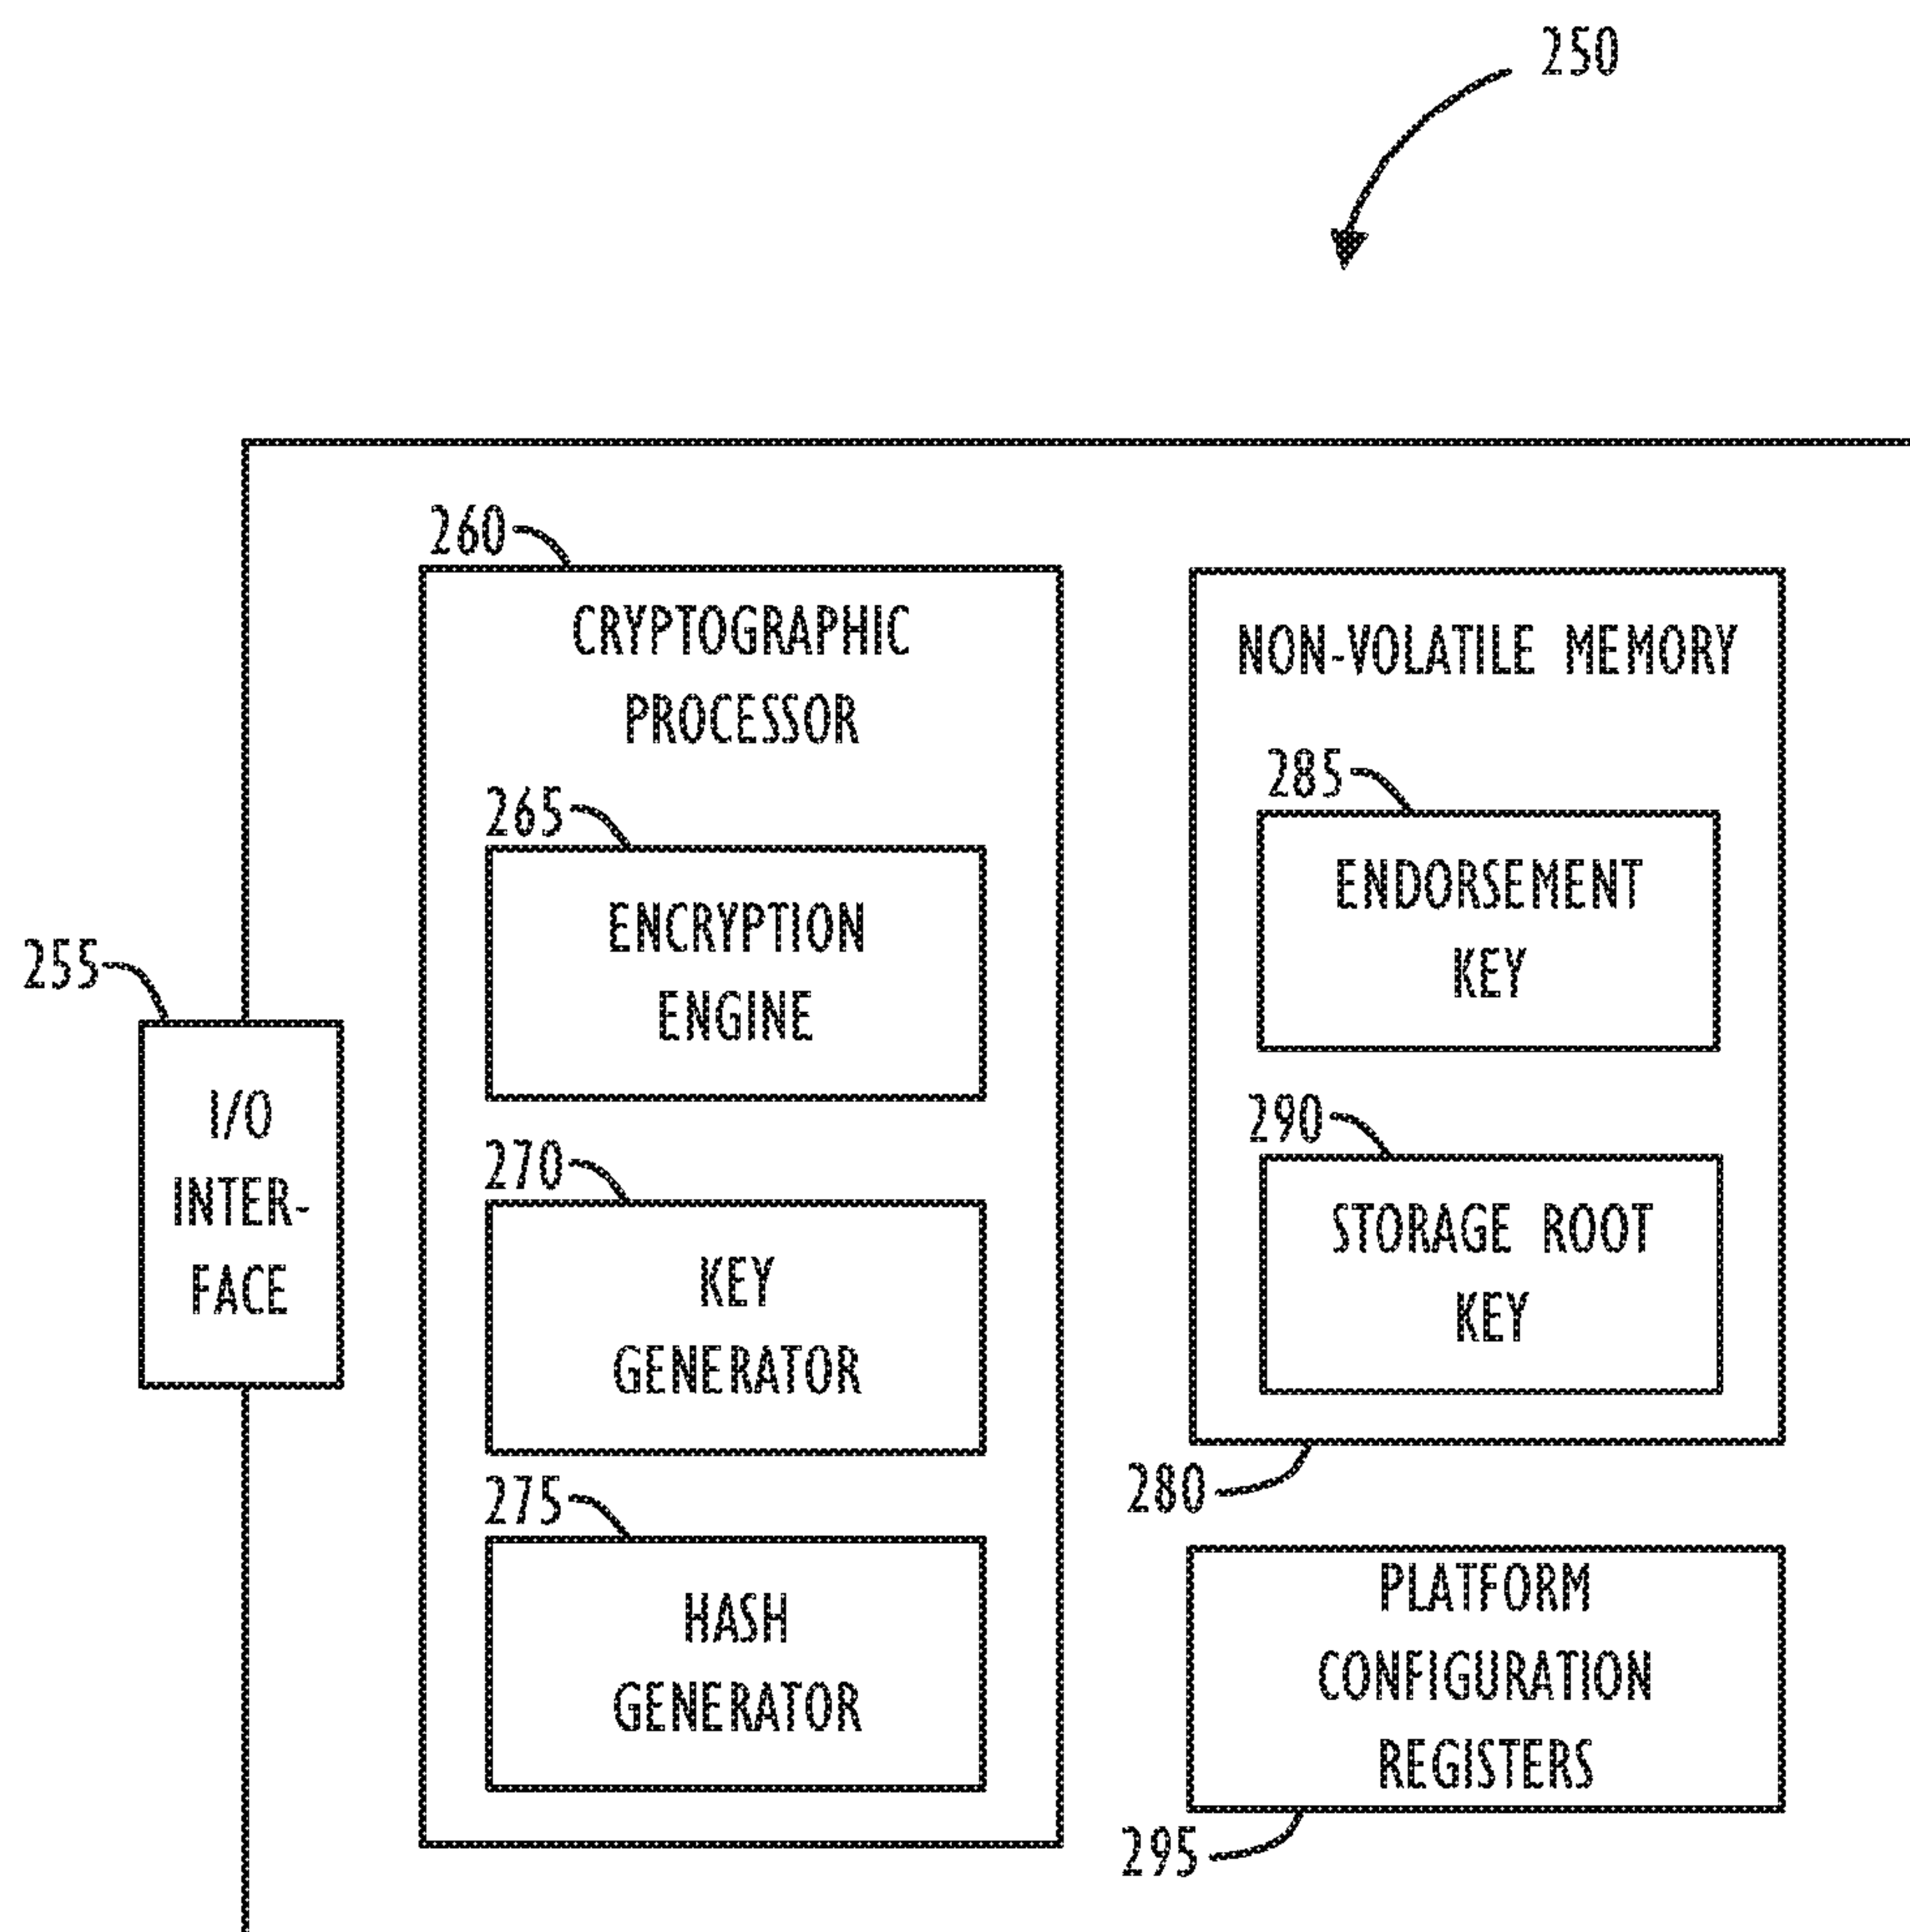 250
260
CRYPTOGRAPHIC
PROCESSOR
265
ENCRYPTION
ENGINE
270
KEY
GENERATOR
275
HASH
GENERATOR
255
I/O
INTER-
FACE
NON-VOLATILE MEMORY
285
ENDORSEMENT
KEY
290
STORAGE ROOT
KEY
280
PLATFORM
CONFIGURATION
REGISTERS
295